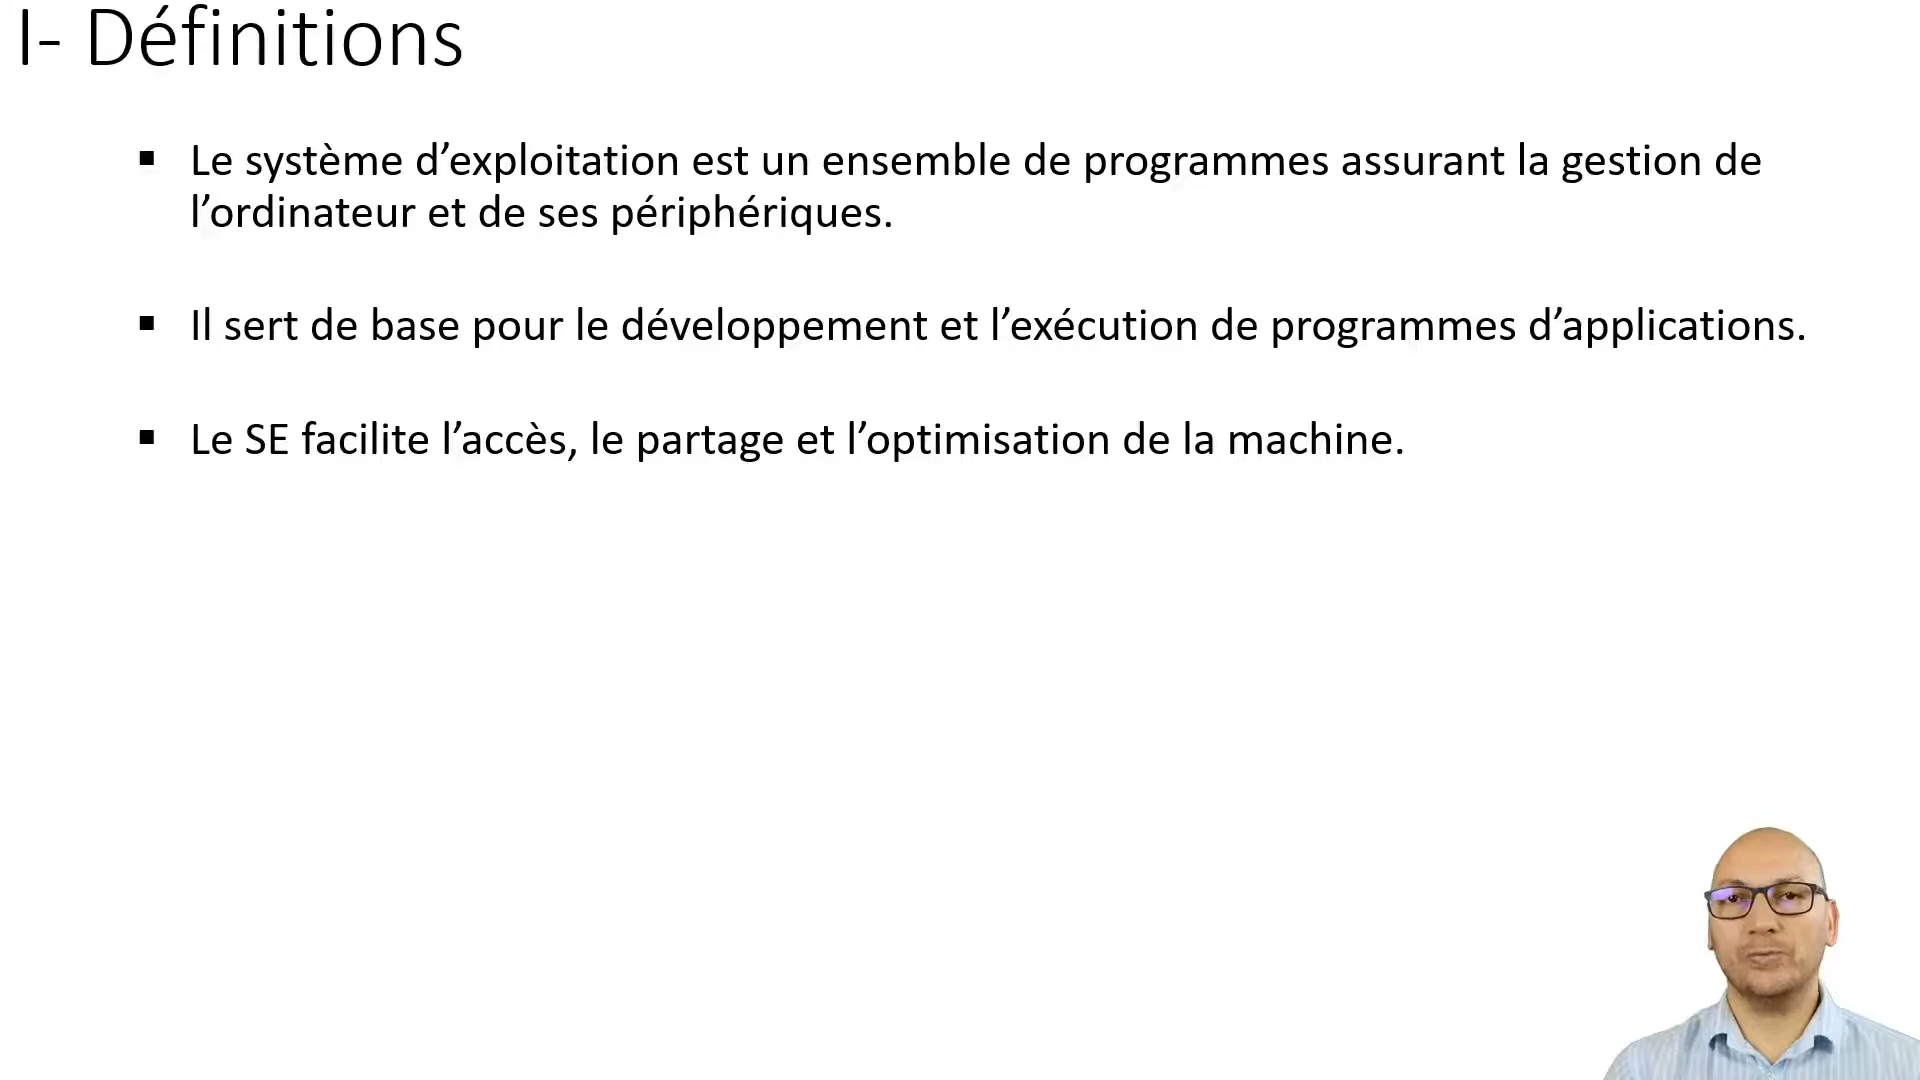 I- Définitions
▪ Le système d’exploitation est un ensemble de programmes assurant la gestion de
l’ordinateur et de ses périphériques.
▪ Il sert de base pour le développement et l’exécution de programmes d’applications.
▪ Le SE facilite l’accès, le partage et l’optimisation de la machine.